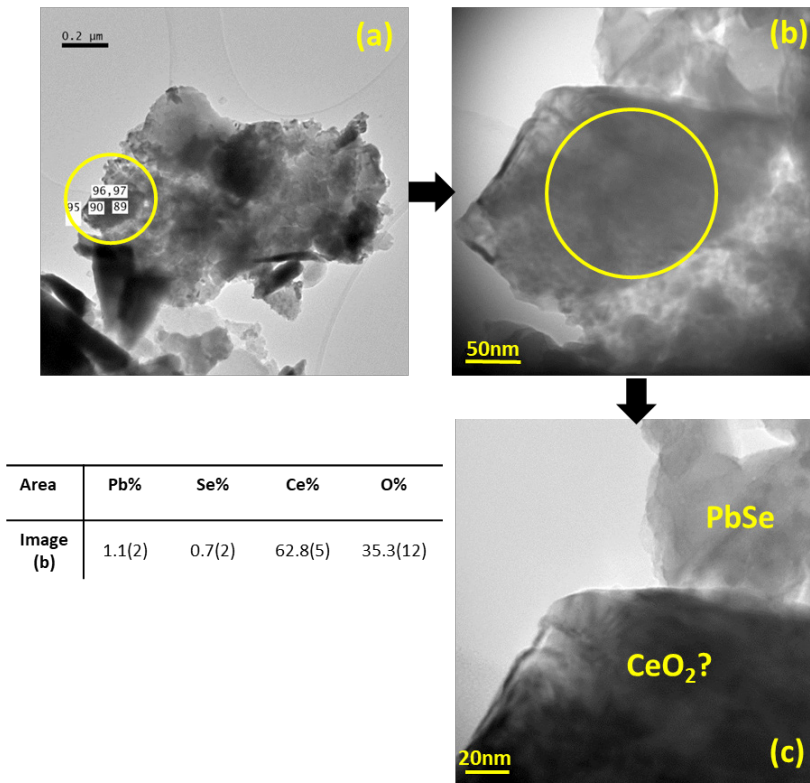 0.2 µm
(a)
96,97
95 90 89
(b)
50nm
Area Pb% Se% Ce% O%
Image (b) 1.1(2) 0.7(2) 62.8(5) 35.3(12)
PbSe
CeO₂?
20nm
(c)